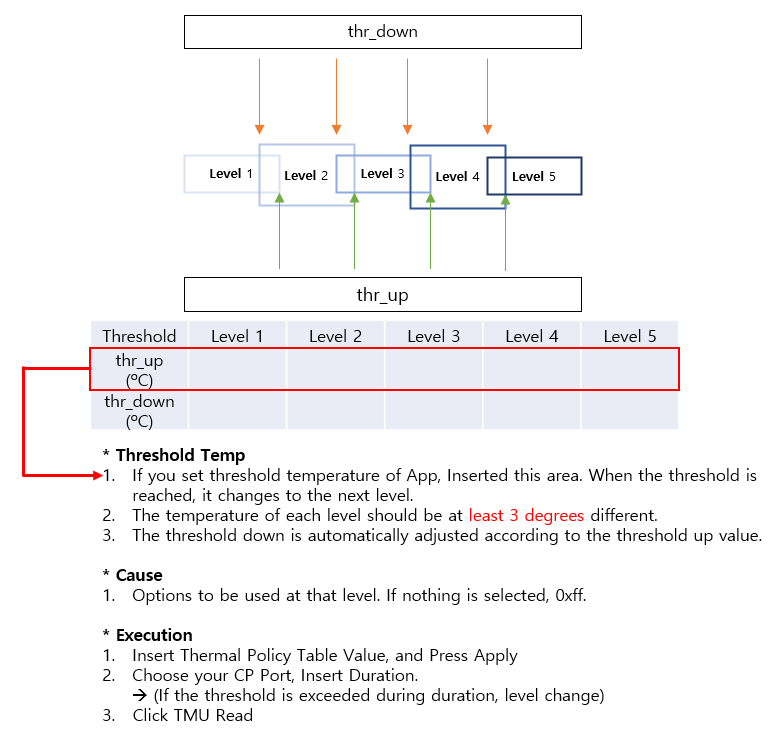 thr_down
Level 1
Level 2
Level 3
Level 4
Level 5
thr_up
Threshold Level 1 Level 2 Level 3 Level 4 Level 5
thr_up
(ºC)
thr_down
(ºC)
* Threshold Temp
1. If you set threshold temperature of App, Inserted this area. When the threshold is
reached, it changes to the next level.
2. The temperature of each level should be at least 3 degrees different.
3. The threshold down is automatically adjusted according to the threshold up value.
* Cause
1. Options to be used at that level. If nothing is selected, 0xff.
* Execution
1. Insert Thermal Policy Table Value, and Press Apply
2. Choose your CP Port, Insert Duration.
→ (If the threshold is exceeded during duration, level change)
3. Click TMU Read